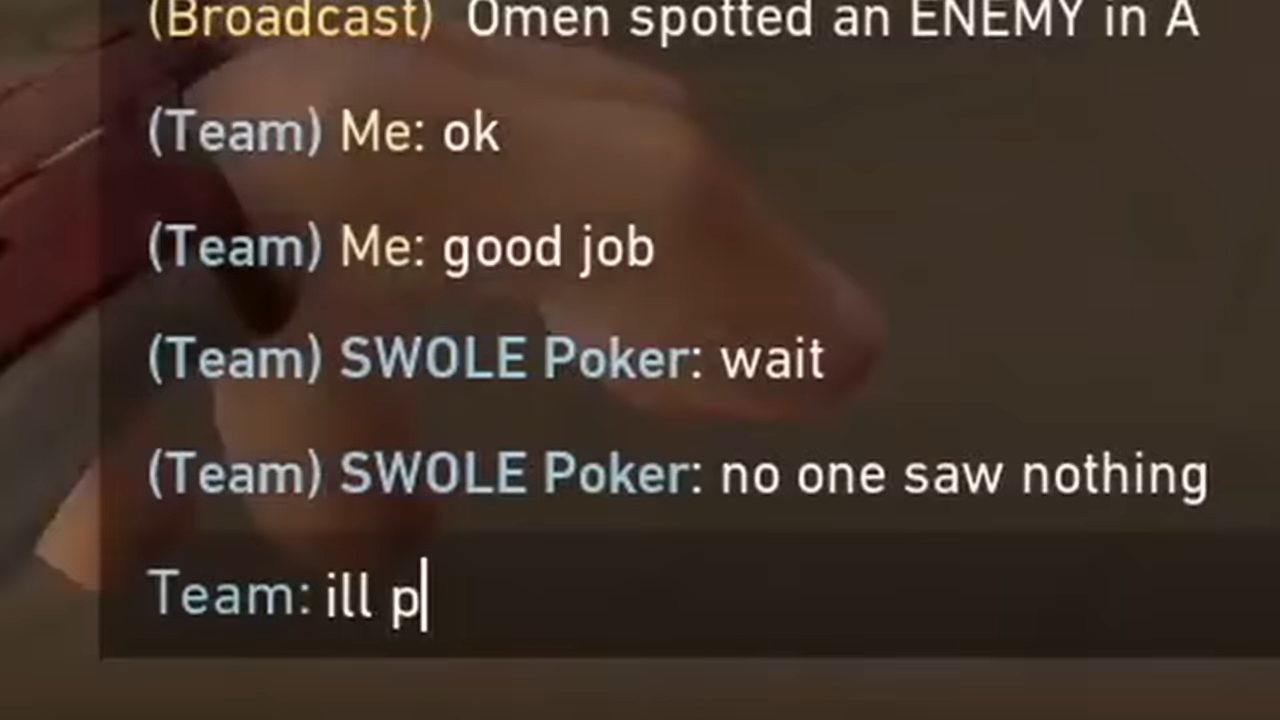 (Broadcast) Omen spotted an ENEMY in A
(Team) Me: ok
(Team) Me: good job
(Team) SWOLE Poker: wait
(Team) SWOLE Poker: no one saw nothing
Team: ill p